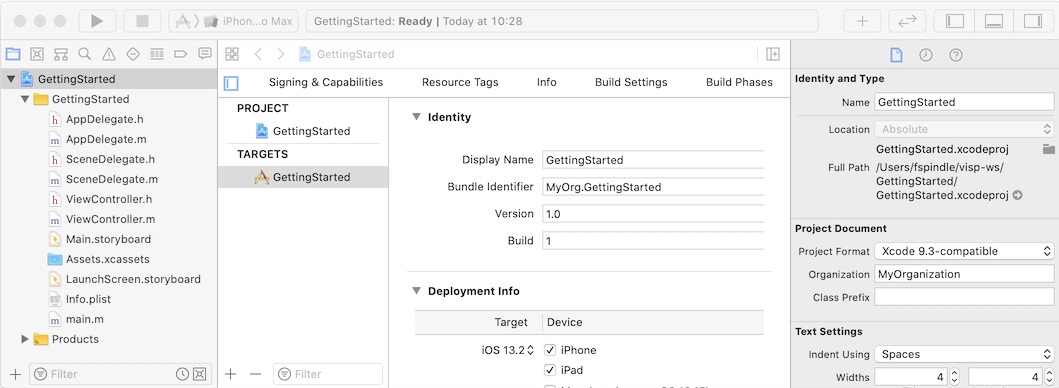 iPhon...o Max
GettingStarted: Ready | Today at 10:28
GettingStarted
GettingStarted
AppDelegate.h
AppDelegate.m
SceneDelegate.h
SceneDelegate.m
ViewController.h
ViewController.m
Main.storyboard
Assets.xcassets
LaunchScreen.storyboard
Info.plist
main.m
Products
Filter
GettingStarted
Signing & Capabilities
Resource Tags
Info
Build Settings
Build Phases
PROJECT
GettingStarted
TARGETS
GettingStarted
Filter
Identity
Display Name GettingStarted
Bundle Identifier MyOrg.GettingStarted
Version 1.0
Build 1
Deployment Info
Target Device
iOS 13.2 iPhone
iPad
Identity and Type
Name GettingStarted
Location Absolute
GettingStarted.xcodeproj
Full Path /Users/fspindle/visp-ws/
GettingStarted/
GettingStarted.xcodeproj
Project Document
Project Format Xcode 9.3-compatible
Organization MyOrganization
Class Prefix
Text Settings
Indent Using Spaces
Widths 4 4